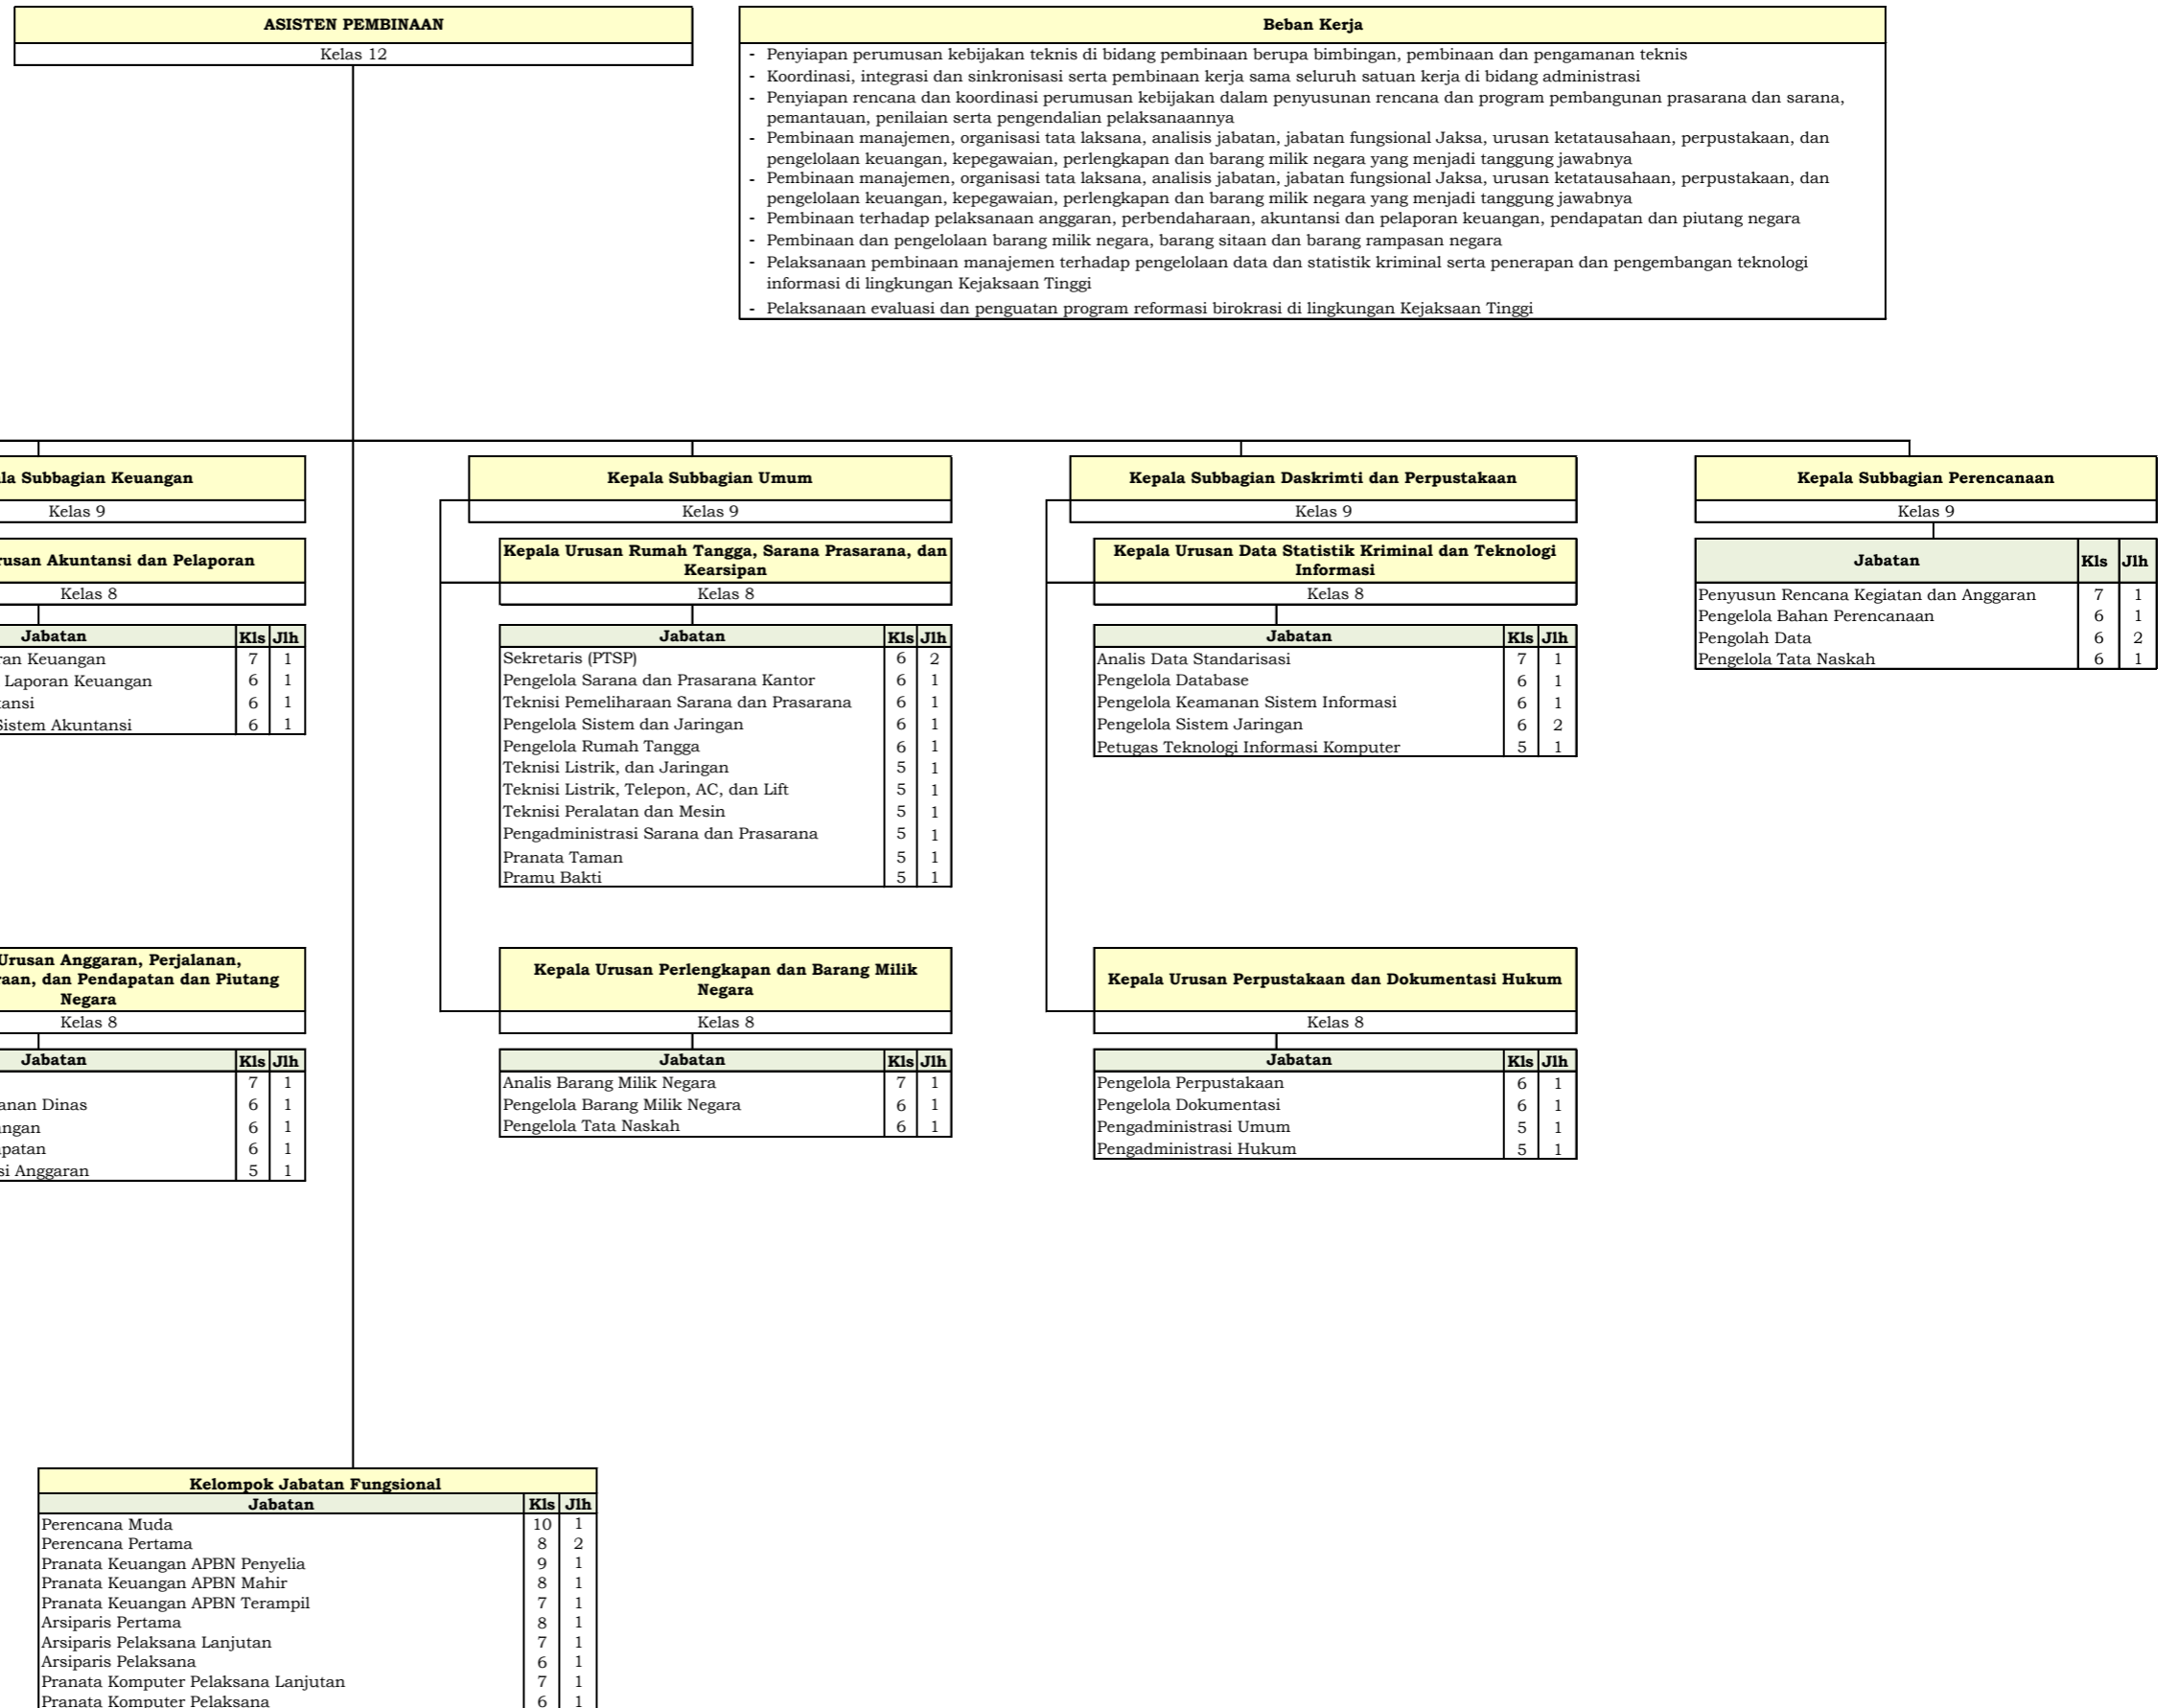 ASISTEN PEMBINAAN
Kelas 12
Beban Kerja
- Penyiapan perumusan kebijakan teknis di bidang pembinaan berupa bimbingan, pembinaan dan pengamanan teknis
- Koordinasi, integrasi dan sinkronisasi serta pembinaan kerja sama seluruh satuan kerja di bidang administrasi
- Penyiapan rencana dan koordinasi perumusan kebijakan dalam penyusunan rencana dan program pembangunan prasarana dan sarana,
pemantauan, penilaian serta pengendalian pelaksanaannya
- Pembinaan manajemen, organisasi tata laksana, analisis jabatan, jabatan fungsional Jaksa, urusan ketatausahaan, perpustakaan, dan
pengelolaan keuangan, kepegawaian, perlengkapan dan barang milik negara yang menjadi tanggung jawabnya
- Pembinaan manajemen, organisasi tata laksana, analisis jabatan, jabatan fungsional Jaksa, urusan ketatausahaan, perpustakaan, dan
pengelolaan keuangan, kepegawaian, perlengkapan dan barang milik negara yang menjadi tanggung jawabnya
- Pembinaan terhadap pelaksanaan anggaran, perbendaharaan, akuntansi dan pelaporan keuangan, pendapatan dan piutang negara
- Pembinaan dan pengelolaan barang milik negara, barang sitaan dan barang rampasan negara
- Pelaksanaan pembinaan manajemen terhadap pengelolaan data dan statistik kriminal serta penerapan dan pengembangan teknologi
informasi di lingkungan Kejaksaan Tinggi
- Pelaksanaan evaluasi dan penguatan program reformasi birokrasi di lingkungan Kejaksaan Tinggi
la Subbagian Keuangan
Kelas 9
rusan Akuntansi dan Pelaporan
Kelas 8
Jabatan Kls Jlh
ran Keuangan 7 1
Laporan Keuangan 6 1
tansi 6 1
Sistem Akuntansi 6 1
Urusan Anggaran, Perjalanan,
raan, dan Pendapatan dan Piutang
Negara
Kelas 8
Jabatan Kls Jlh
7 1
anan Dinas 6 1
angan 6 1
apatan 6 1
si Anggaran 5 1
Kepala Subbagian Umum
Kelas 9
Kepala Urusan Rumah Tangga, Sarana Prasarana, dan
Kearsipan
Kelas 8
Jabatan Kls Jlh
Sekretaris (PTSP) 6 2
Pengelola Sarana dan Prasarana Kantor 6 1
Teknisi Pemeliharaan Sarana dan Prasarana 6 1
Pengelola Sistem dan Jaringan 6 1
Pengelola Rumah Tangga 6 1
Teknisi Listrik, dan Jaringan 5 1
Teknisi Listrik, Telepon, AC, dan Lift 5 1
Teknisi Peralatan dan Mesin 5 1
Pengadministrasi Sarana dan Prasarana 5 1
Pranata Taman 5 1
Pramu Bakti 5 1
Kepala Urusan Perlengkapan dan Barang Milik
Negara
Kelas 8
Jabatan Kls Jlh
Analis Barang Milik Negara 7 1
Pengelola Barang Milik Negara 6 1
Pengelola Tata Naskah 6 1
Kepala Subbagian Daskrimti dan Perpustakaan
Kelas 9
Kepala Urusan Data Statistik Kriminal dan Teknologi
Informasi
Kelas 8
Jabatan Kls Jlh
Analis Data Standarisasi 7 1
Pengelola Database 6 1
Pengelola Keamanan Sistem Informasi 6 1
Pengelola Sistem Jaringan 6 2
Petugas Teknologi Informasi Komputer 5 1
Kepala Urusan Perpustakaan dan Dokumentasi Hukum
Kelas 8
Jabatan Kls Jlh
Pengelola Perpustakaan 6 1
Pengelola Dokumentasi 6 1
Pengadministrasi Umum 5 1
Pengadministrasi Hukum 5 1
Kepala Subbagian Perencanaan
Kelas 9
Jabatan Kls Jlh
Penyusun Rencana Kegiatan dan Anggaran 7 1
Pengelola Bahan Perencanaan 6 1
Pengolah Data 6 2
Pengelola Tata Naskah 6 1
Kelompok Jabatan Fungsional
Jabatan Kls Jlh
Perencana Muda 10 1
Perencana Pertama 8 2
Pranata Keuangan APBN Penyelia 9 1
Pranata Keuangan APBN Mahir 8 1
Pranata Keuangan APBN Terampil 7 1
Arsiparis Pertama 8 1
Arsiparis Pelaksana Lanjutan 7 1
Arsiparis Pelaksana 6 1
Pranata Komputer Pelaksana Lanjutan 7 1
Pranata Komputer Pelaksana 6 1